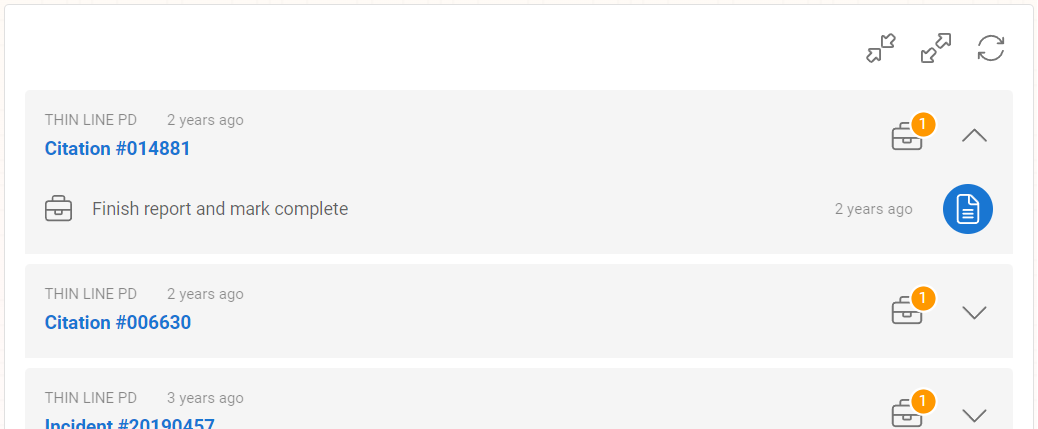 THIN LINE PD 2 years ago
Citation #014881
1
Finish report and mark complete 2 years ago
THIN LINE PD 2 years ago
Citation #006630
1
THIN LINE PD 3 years ago
Incident #20190457
1